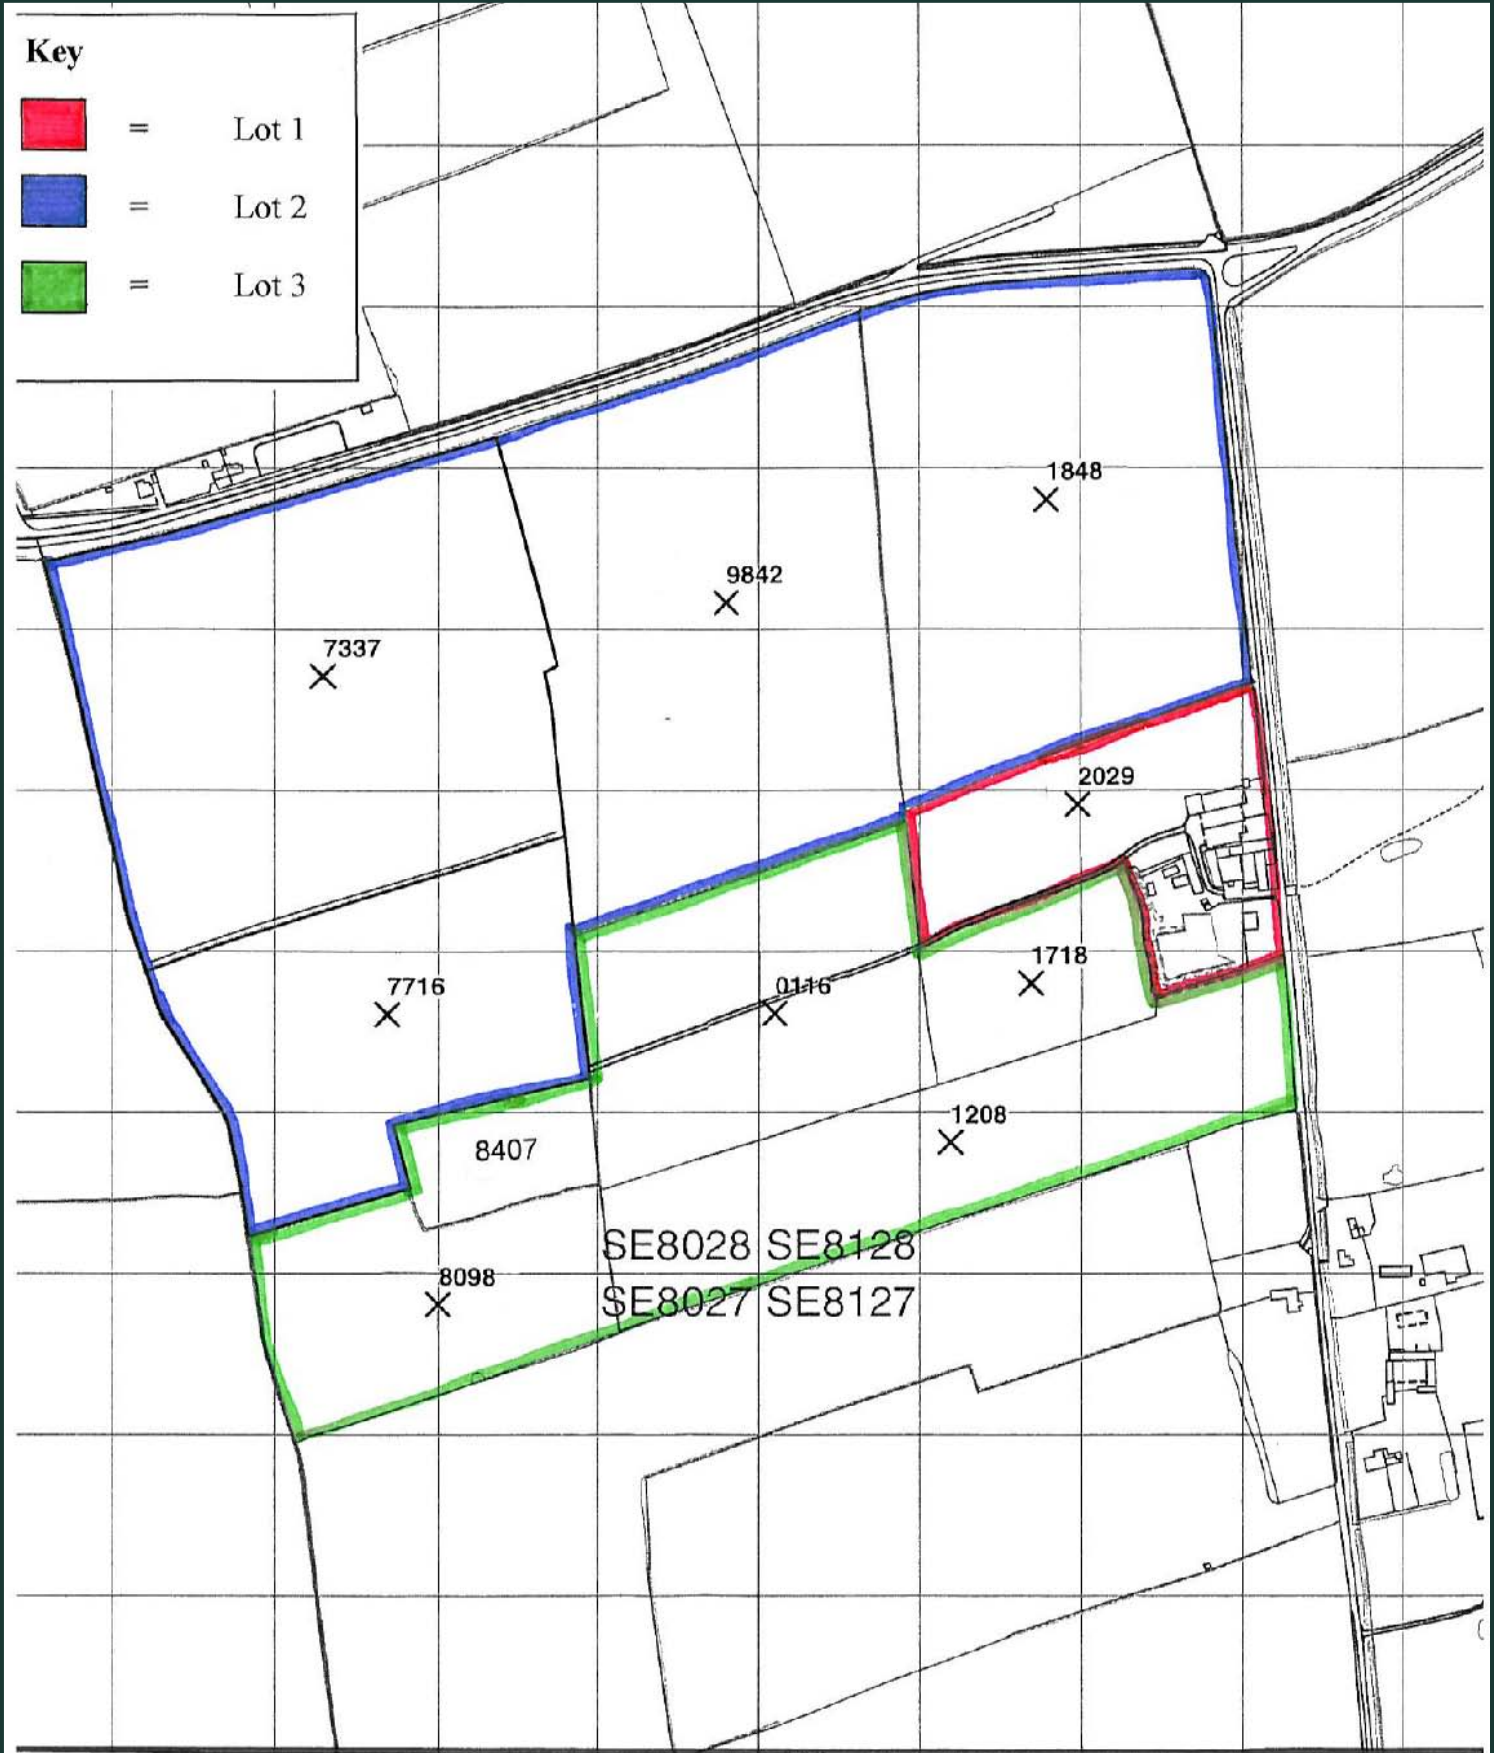 Key
= Lot 1
= Lot 2
= Lot 3
1848
9842
7337
2029
1718
7716
0116
1208
8407
8098
SE8028 SE8128
SE8027 SE8127